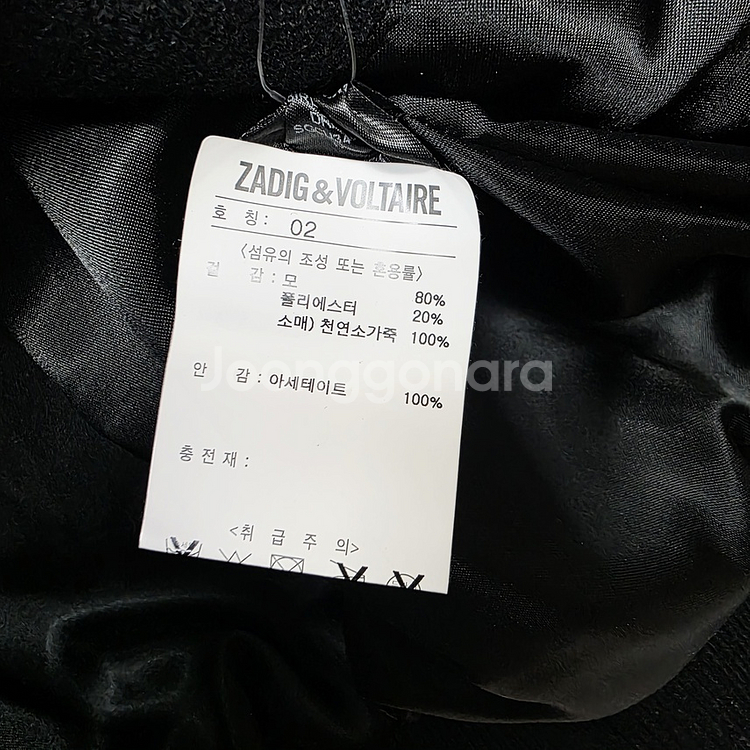 ZADIG&VOLTAIRE
호 칭 : 02
<섬유의 조성 또는 혼용률>
겉 감 : 모 80%
폴리에스터 20%
소매) 천연소가죽 100%
Joonggonara
안 감 : 아세테이트 100%
충 전 재 :
<취 급 주 의>